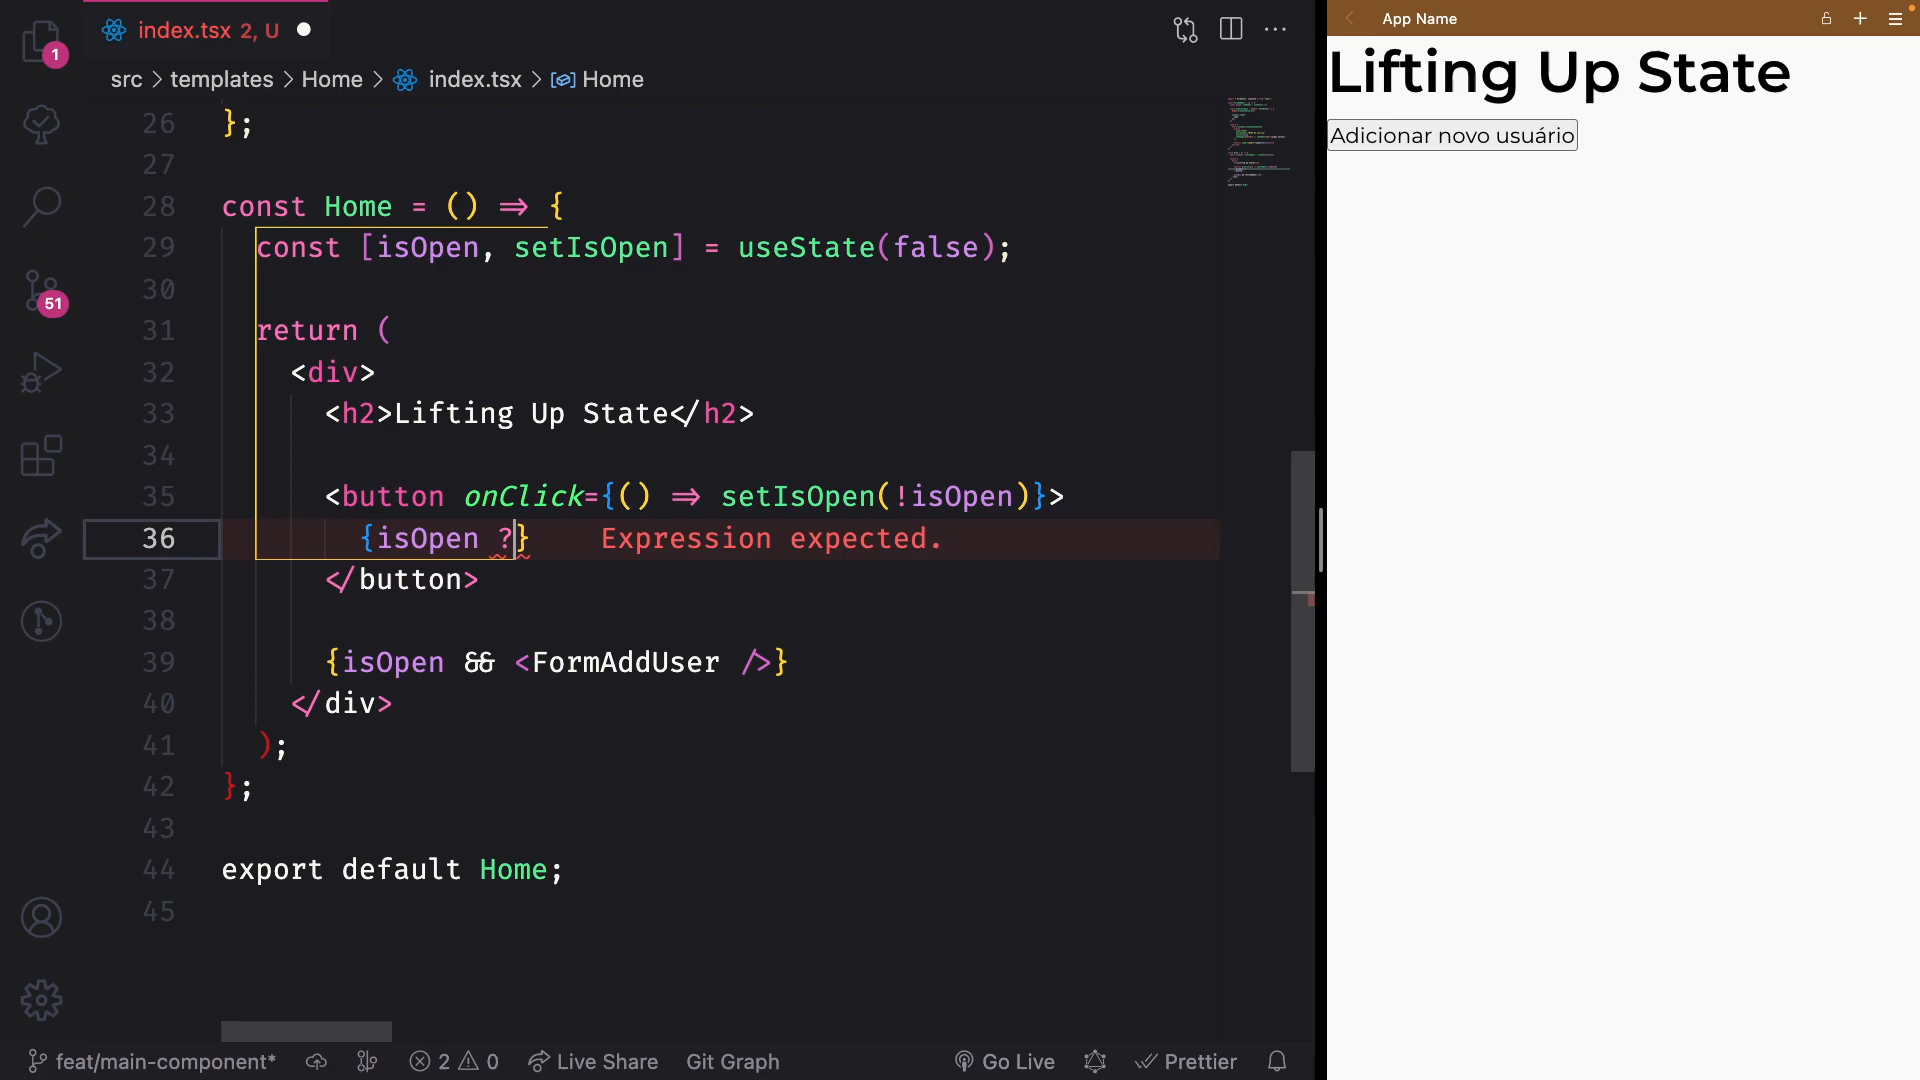 1
51
index.tsx 2, U
src > templates > Home > index.tsx > Home
26 };
27
28 const Home = () => {
29 const [isOpen, setIsOpen] = useState(false);
30
31 return (
32 <div>
33 <h2>Lifting Up State</h2>
34
35 <button onClick={() => setIsOpen(!isOpen)}>
36 {isOpen ?} Expression expected.
37 </button>
38
39 {isOpen && <FormAddUser />}
40 </div>
41 );
42 };
43
44 export default Home;
45
feat/main-component* 2 0 Live Share Git Graph Go Live Prettier
App Name
Lifting Up State
Adicionar novo usuário